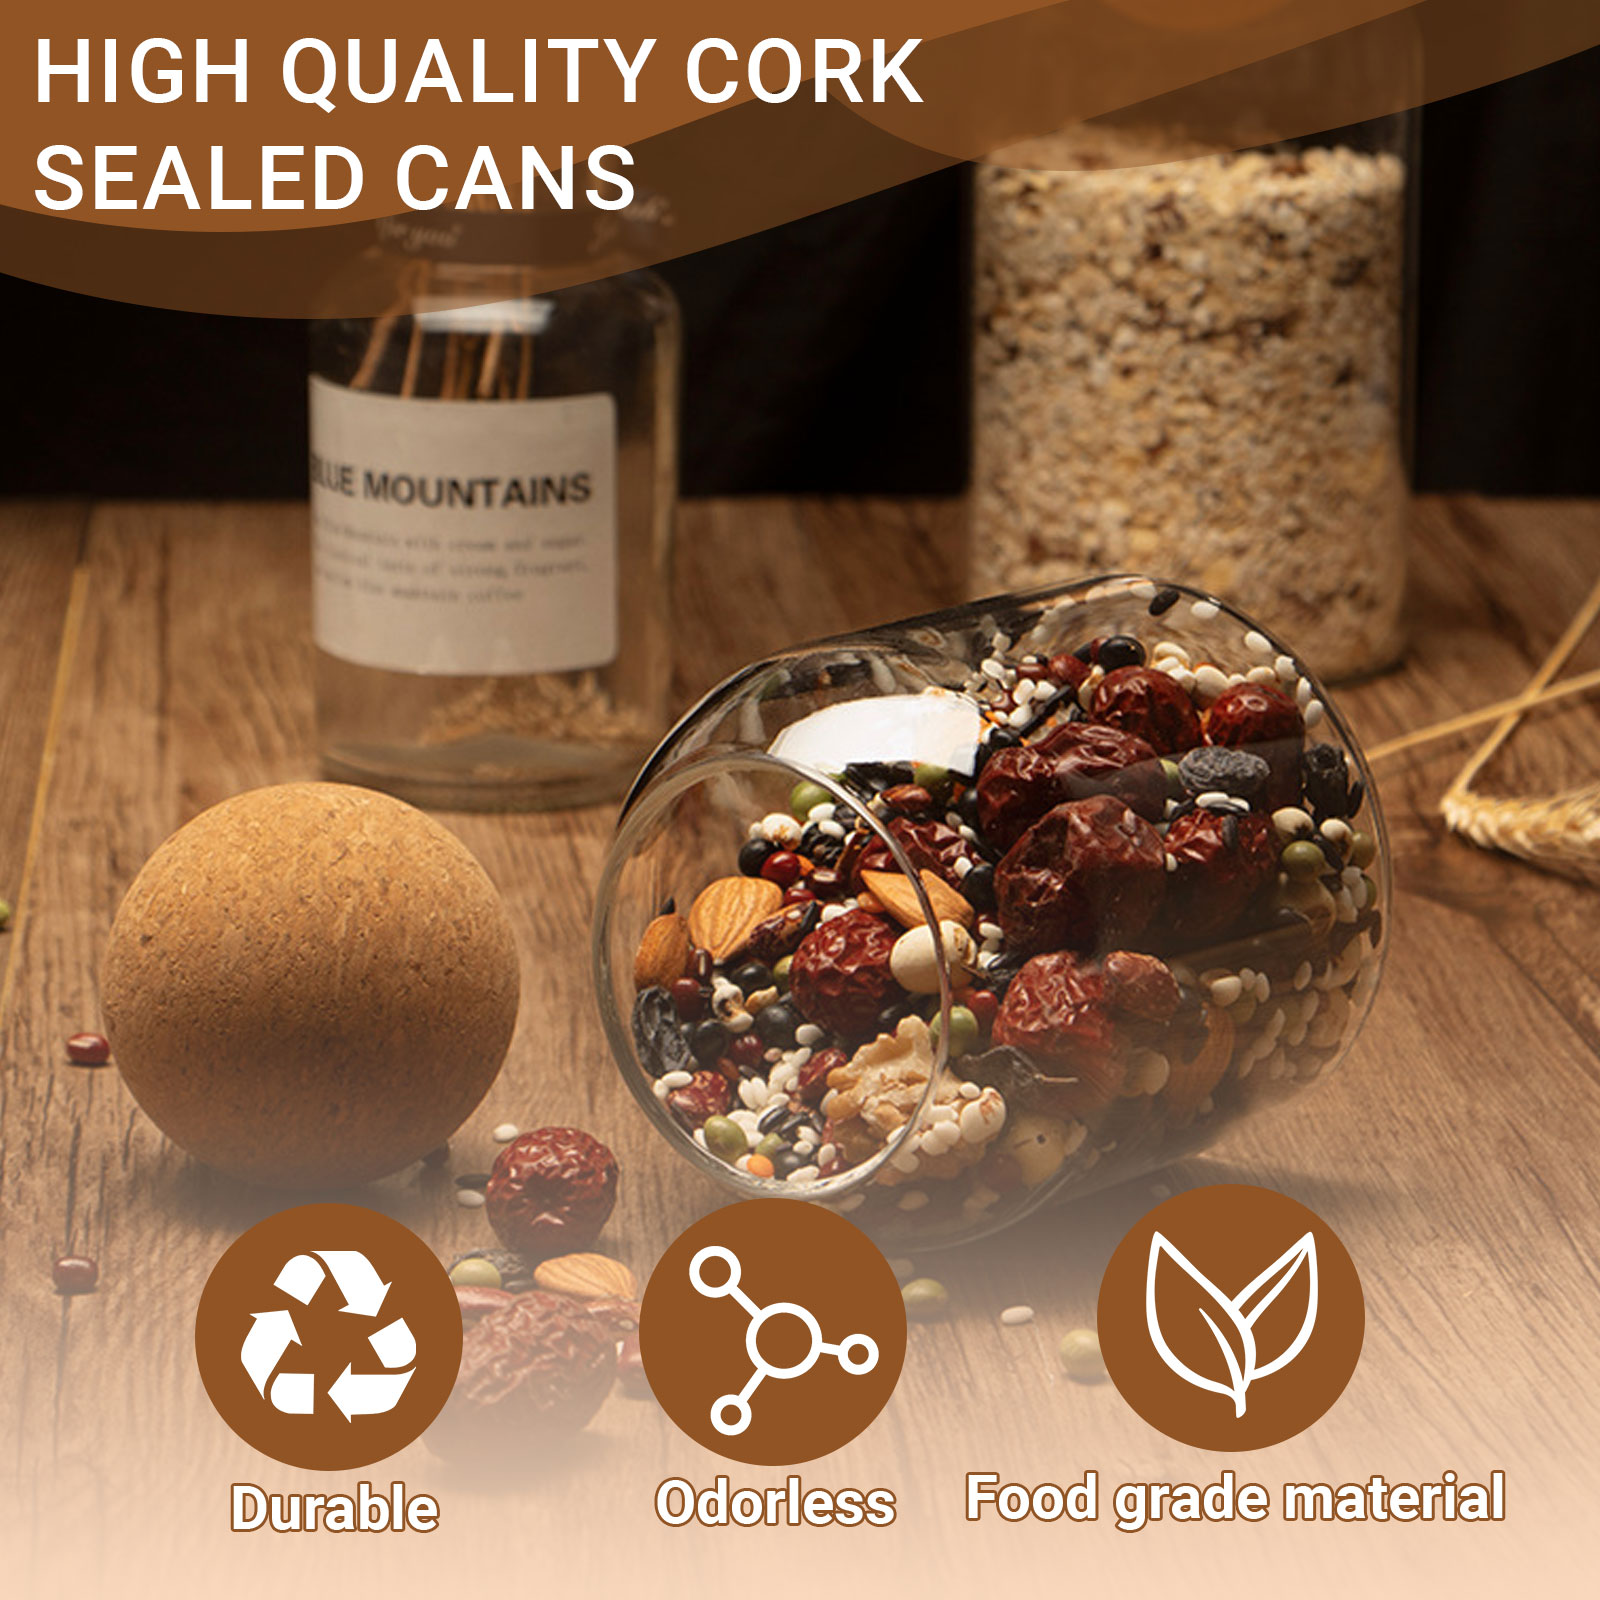 HIGH QUALITY CORK
SEALED CANS
MOUNTAINS
Durable
Odorless
Food grade material